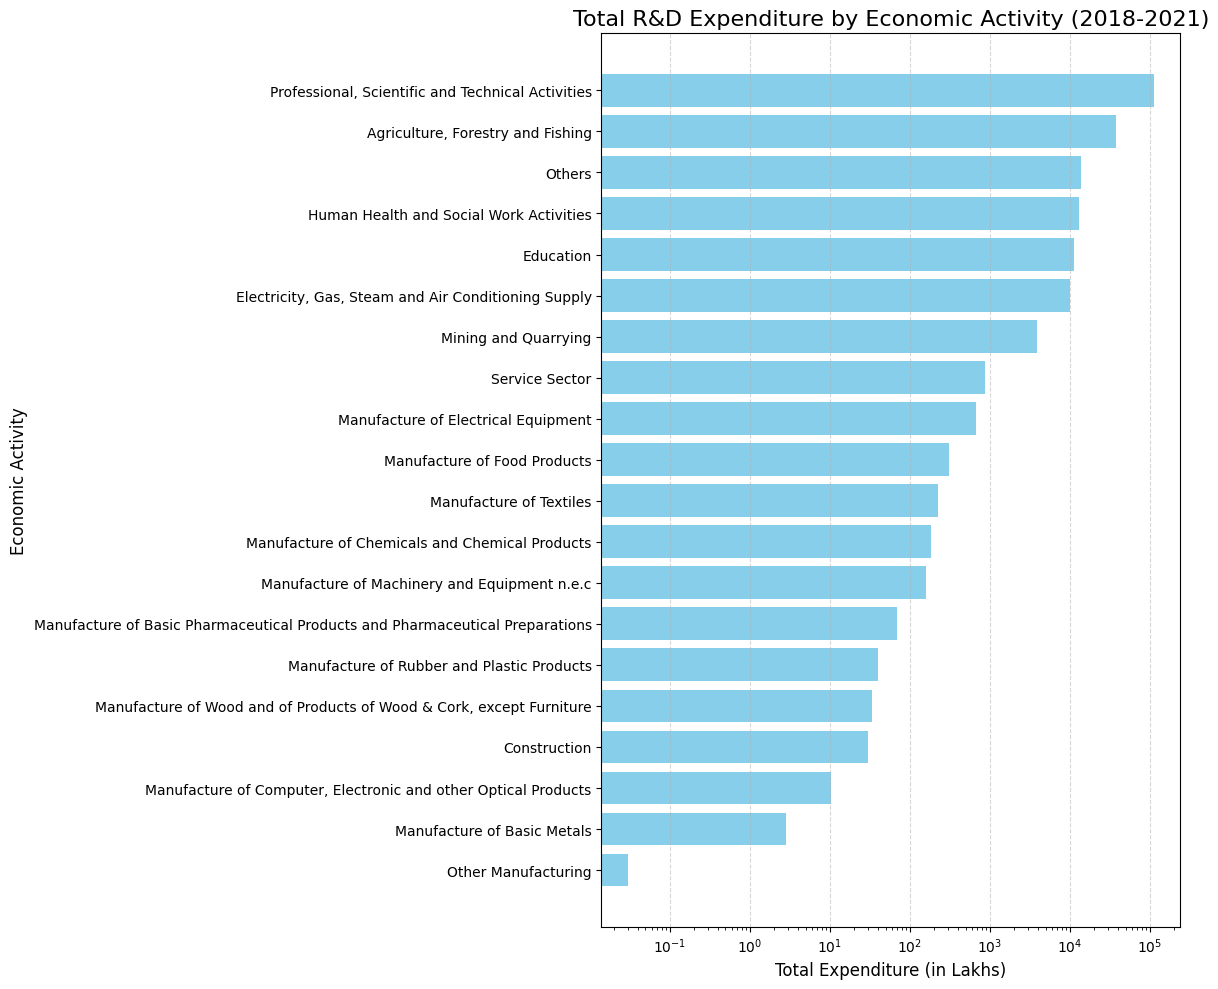 Total R&D Expenditure by Economic Activity (2018-2021)
Professional, Scientific and Technical Activities
Agriculture, Forestry and Fishing
Others
Human Health and Social Work Activities
Education
Electricity, Gas, Steam and Air Conditioning Supply
Mining and Quarrying
Service Sector
Manufacture of Electrical Equipment
Manufacture of Food Products
Manufacture of Textiles
Manufacture of Chemicals and Chemical Products
Manufacture of Machinery and Equipment n.e.c
Manufacture of Basic Pharmaceutical Products and Pharmaceutical Preparations
Manufacture of Rubber and Plastic Products
Manufacture of Wood and of Products of Wood & Cork, except Furniture
Construction
Manufacture of Computer, Electronic and other Optical Products
Manufacture of Basic Metals
Other Manufacturing
Economic Activity
10⁻¹ 10⁰ 10¹ 10² 10³ 10⁴ 10⁵
Total Expenditure (in Lakhs)